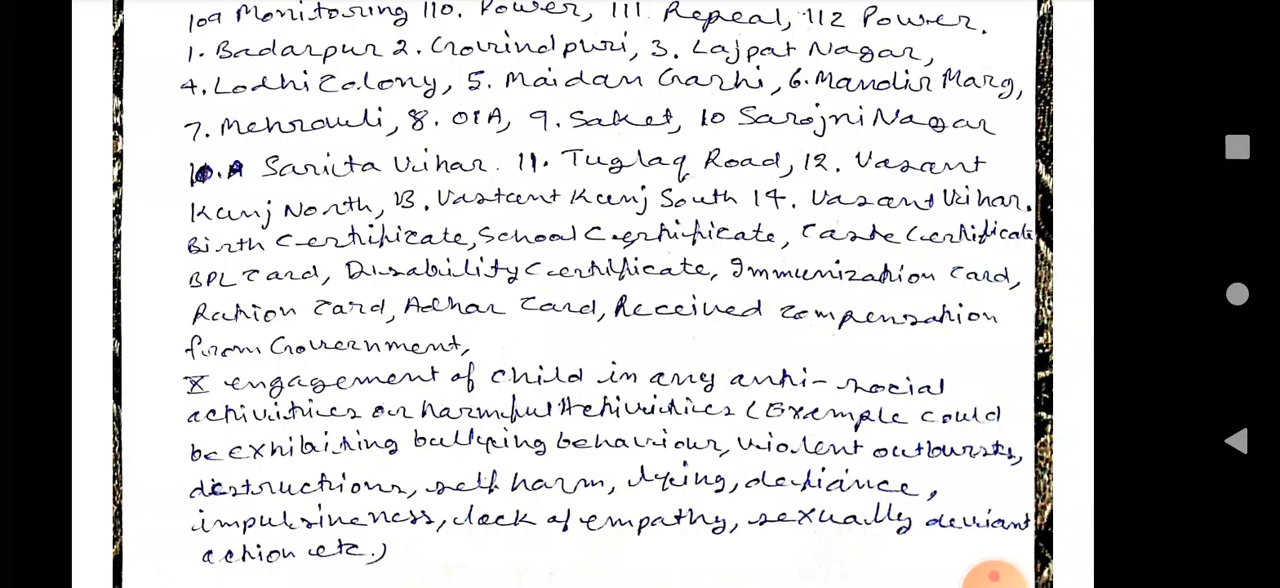 109 Monitoring 110. Power, 111. Repeal, 112 Power.
1. Badarpur 2. Govindpuri, 3. Lajpat Nagar,
4. Lodhi Colony, 5. Maidan Garhi, 6. Mandir Marg,
7. Mehrauli, 8. OIA, 9. Saket, 10 Sarojni Nagar
10.A Sarita Vihar. 11. Tuglaq Road, 12. Vasant
Kunj North, 13. Vastant Kunj South 14. Vasant Vihar.
Birth Certificate, School Certificate, Caste Certificate
BPL Card, Disability Certificate, Immunization Card,
Ration Card, Adhar Card, Received Compensation
from Government,
X engagement of child in any anti-social
activities or harmful Activities (Example could
be exhibiting bullying behaviour, violent outbursts,
destructions, self harm, lying, defiance,
impulsiveness, lack of empathy, sexually deviant
action etc.)